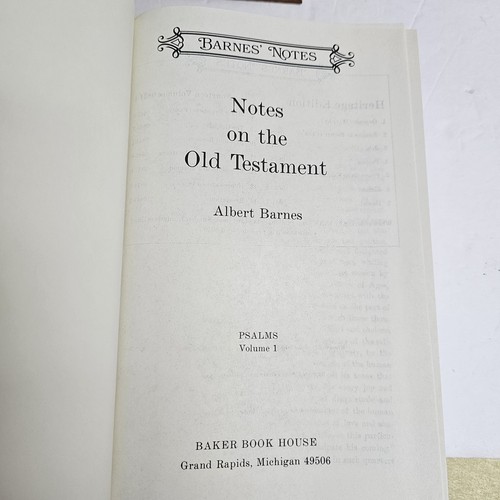 BARNES' NOTES
Notes
on the
Old Testament
Albert Barnes
PSALMS
Volume 1
BAKER BOOK HOUSE
Grand Rapids, Michigan 49506